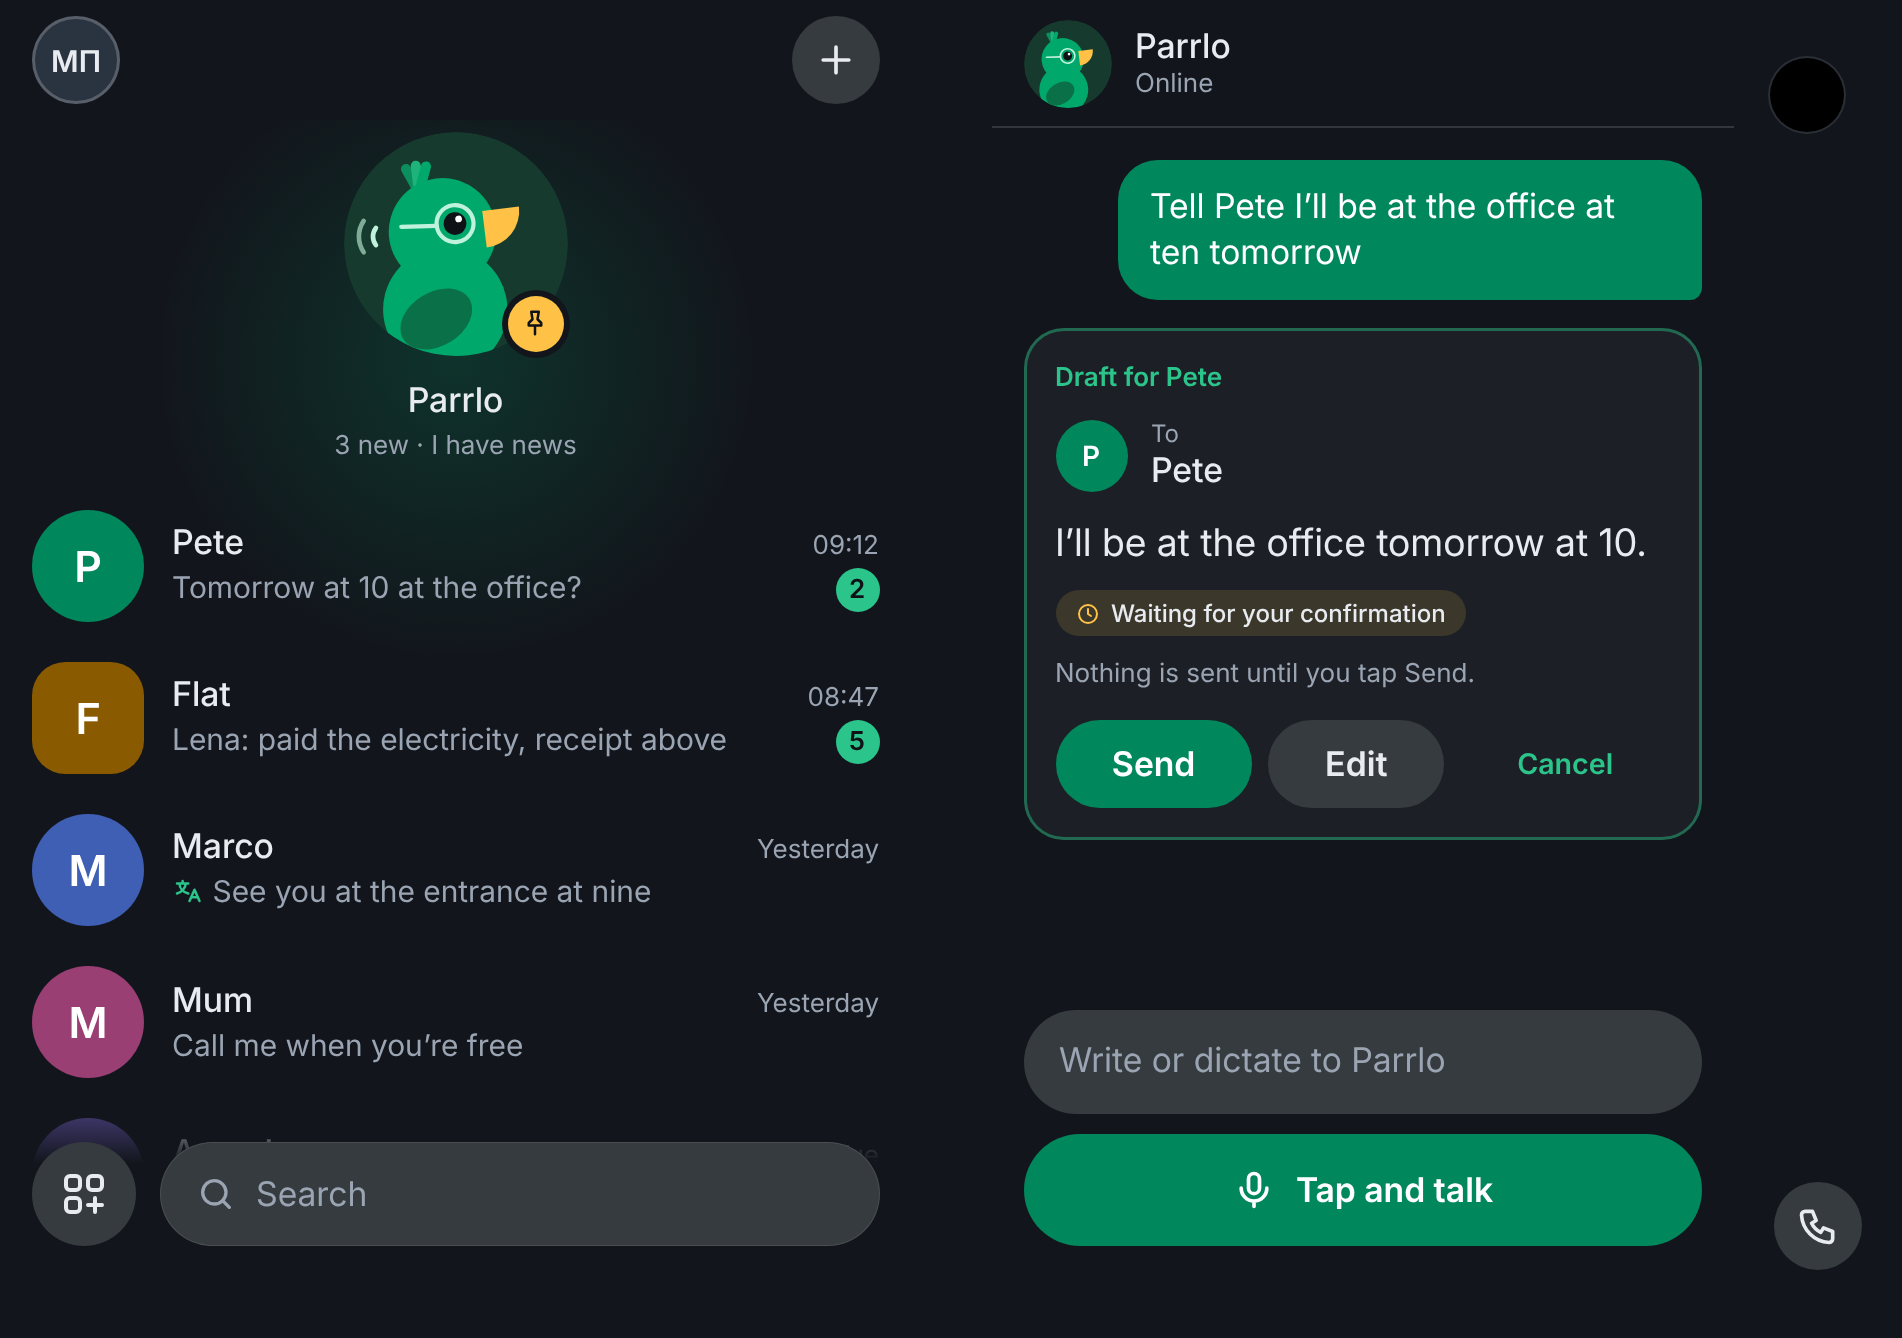 МП
Parrlo
3 new · I have news
Pete
09:12
Tomorrow at 10 at the office?
2
P
Flat
08:47
Lena: paid the electricity, receipt above
5
F
Marco
Yesterday
See you at the entrance at nine
M
Mum
Yesterday
Call me when you’re free
M
Search
Parrlo
Online
Tell Pete I’ll be at the office at
ten tomorrow
Draft for Pete
P
To
Pete
I’ll be at the office tomorrow at 10.
Waiting for your confirmation
Nothing is sent until you tap Send.
Send
Edit
Cancel
Write or dictate to Parrlo
Tap and talk